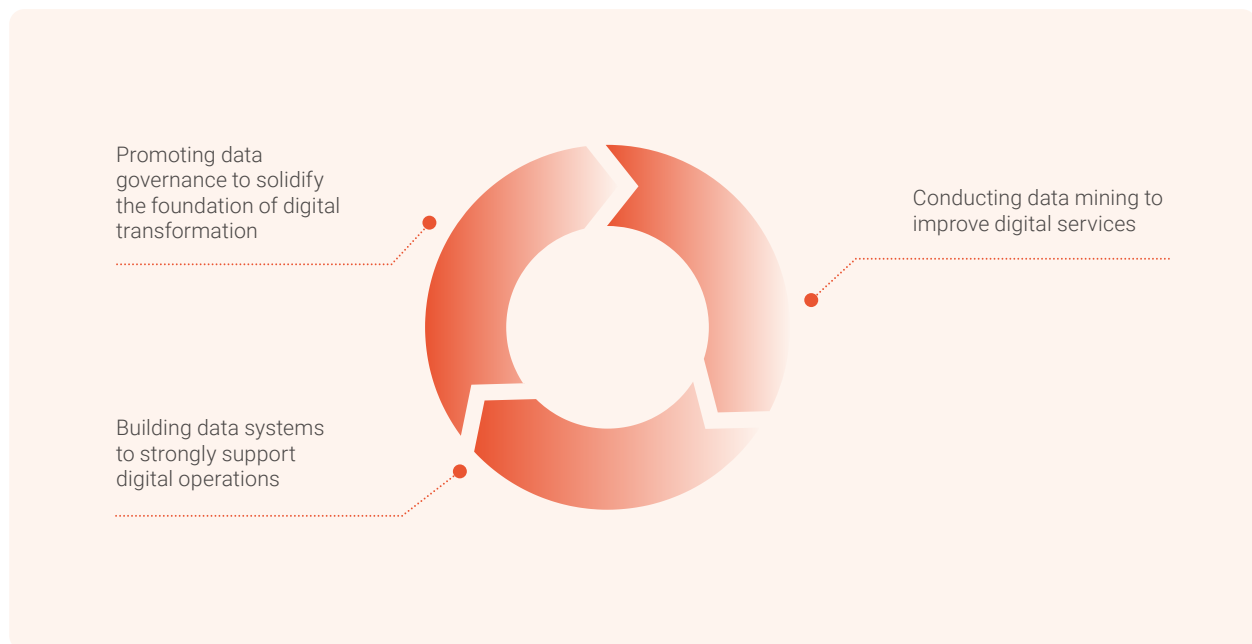 Promoting data
governance to solidify
the foundation of digital
transformation
Conducting data mining to
improve digital services
Building data systems
to strongly support
digital operations